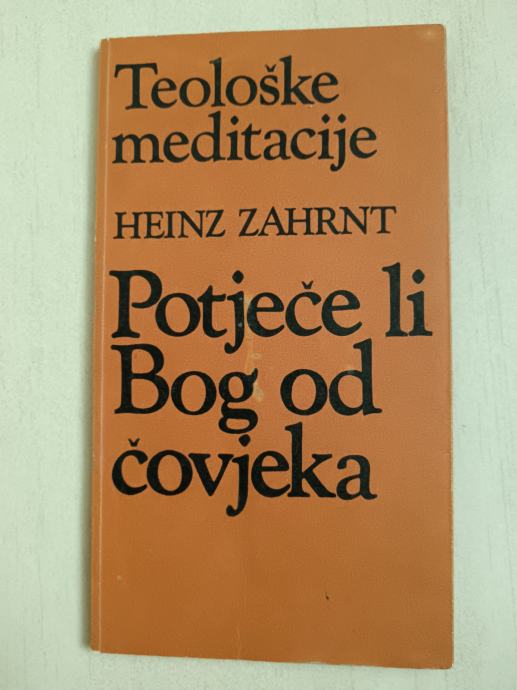 Teološke
meditacije
HEINZ ZAHRNT
Potječe li
Bog od
čovjeka